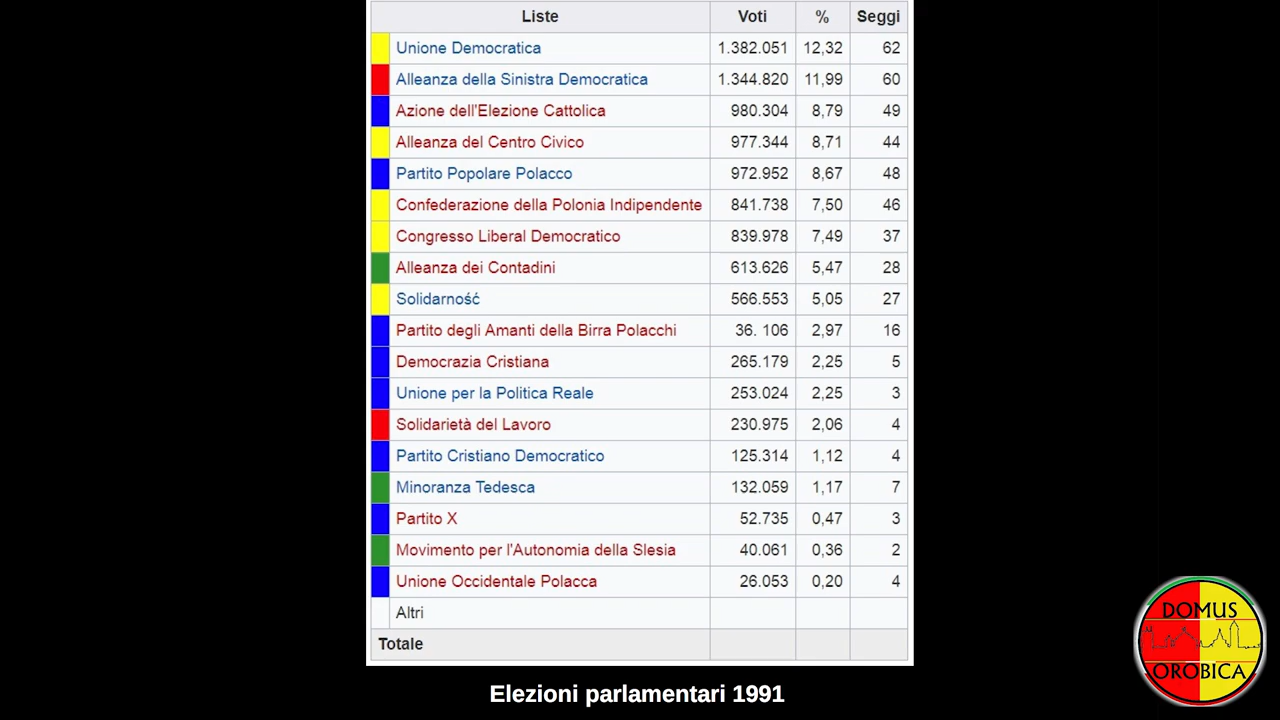 Liste Voti % Seggi
Unione Democratica 1.382.051 12,32 62
Alleanza della Sinistra Democratica 1.344.820 11,99 60
Azione dell'Elezione Cattolica 980.304 8,79 49
Alleanza del Centro Civico 977.344 8,71 44
Partito Popolare Polacco 972.952 8,67 48
Confederazione della Polonia Indipendente 841.738 7,50 46
Congresso Liberal Democratico 839.978 7,49 37
Alleanza dei Contadini 613.626 5,47 28
Solidarność 566.553 5,05 27
Partito degli Amanti della Birra Polacchi 36. 106 2,97 16
Democrazia Cristiana 265.179 2,25 5
Unione per la Politica Reale 253.024 2,25 3
Solidarietà del Lavoro 230.975 2,06 4
Partito Cristiano Democratico 125.314 1,12 4
Minoranza Tedesca 132.059 1,17 7
Partito X 52.735 0,47 3
Movimento per l'Autonomia della Slesia 40.061 0,36 2
Unione Occidentale Polacca 26.053 0,20 4
Altri
Totale
Elezioni parlamentari 1991
DOMUS
OROBICA